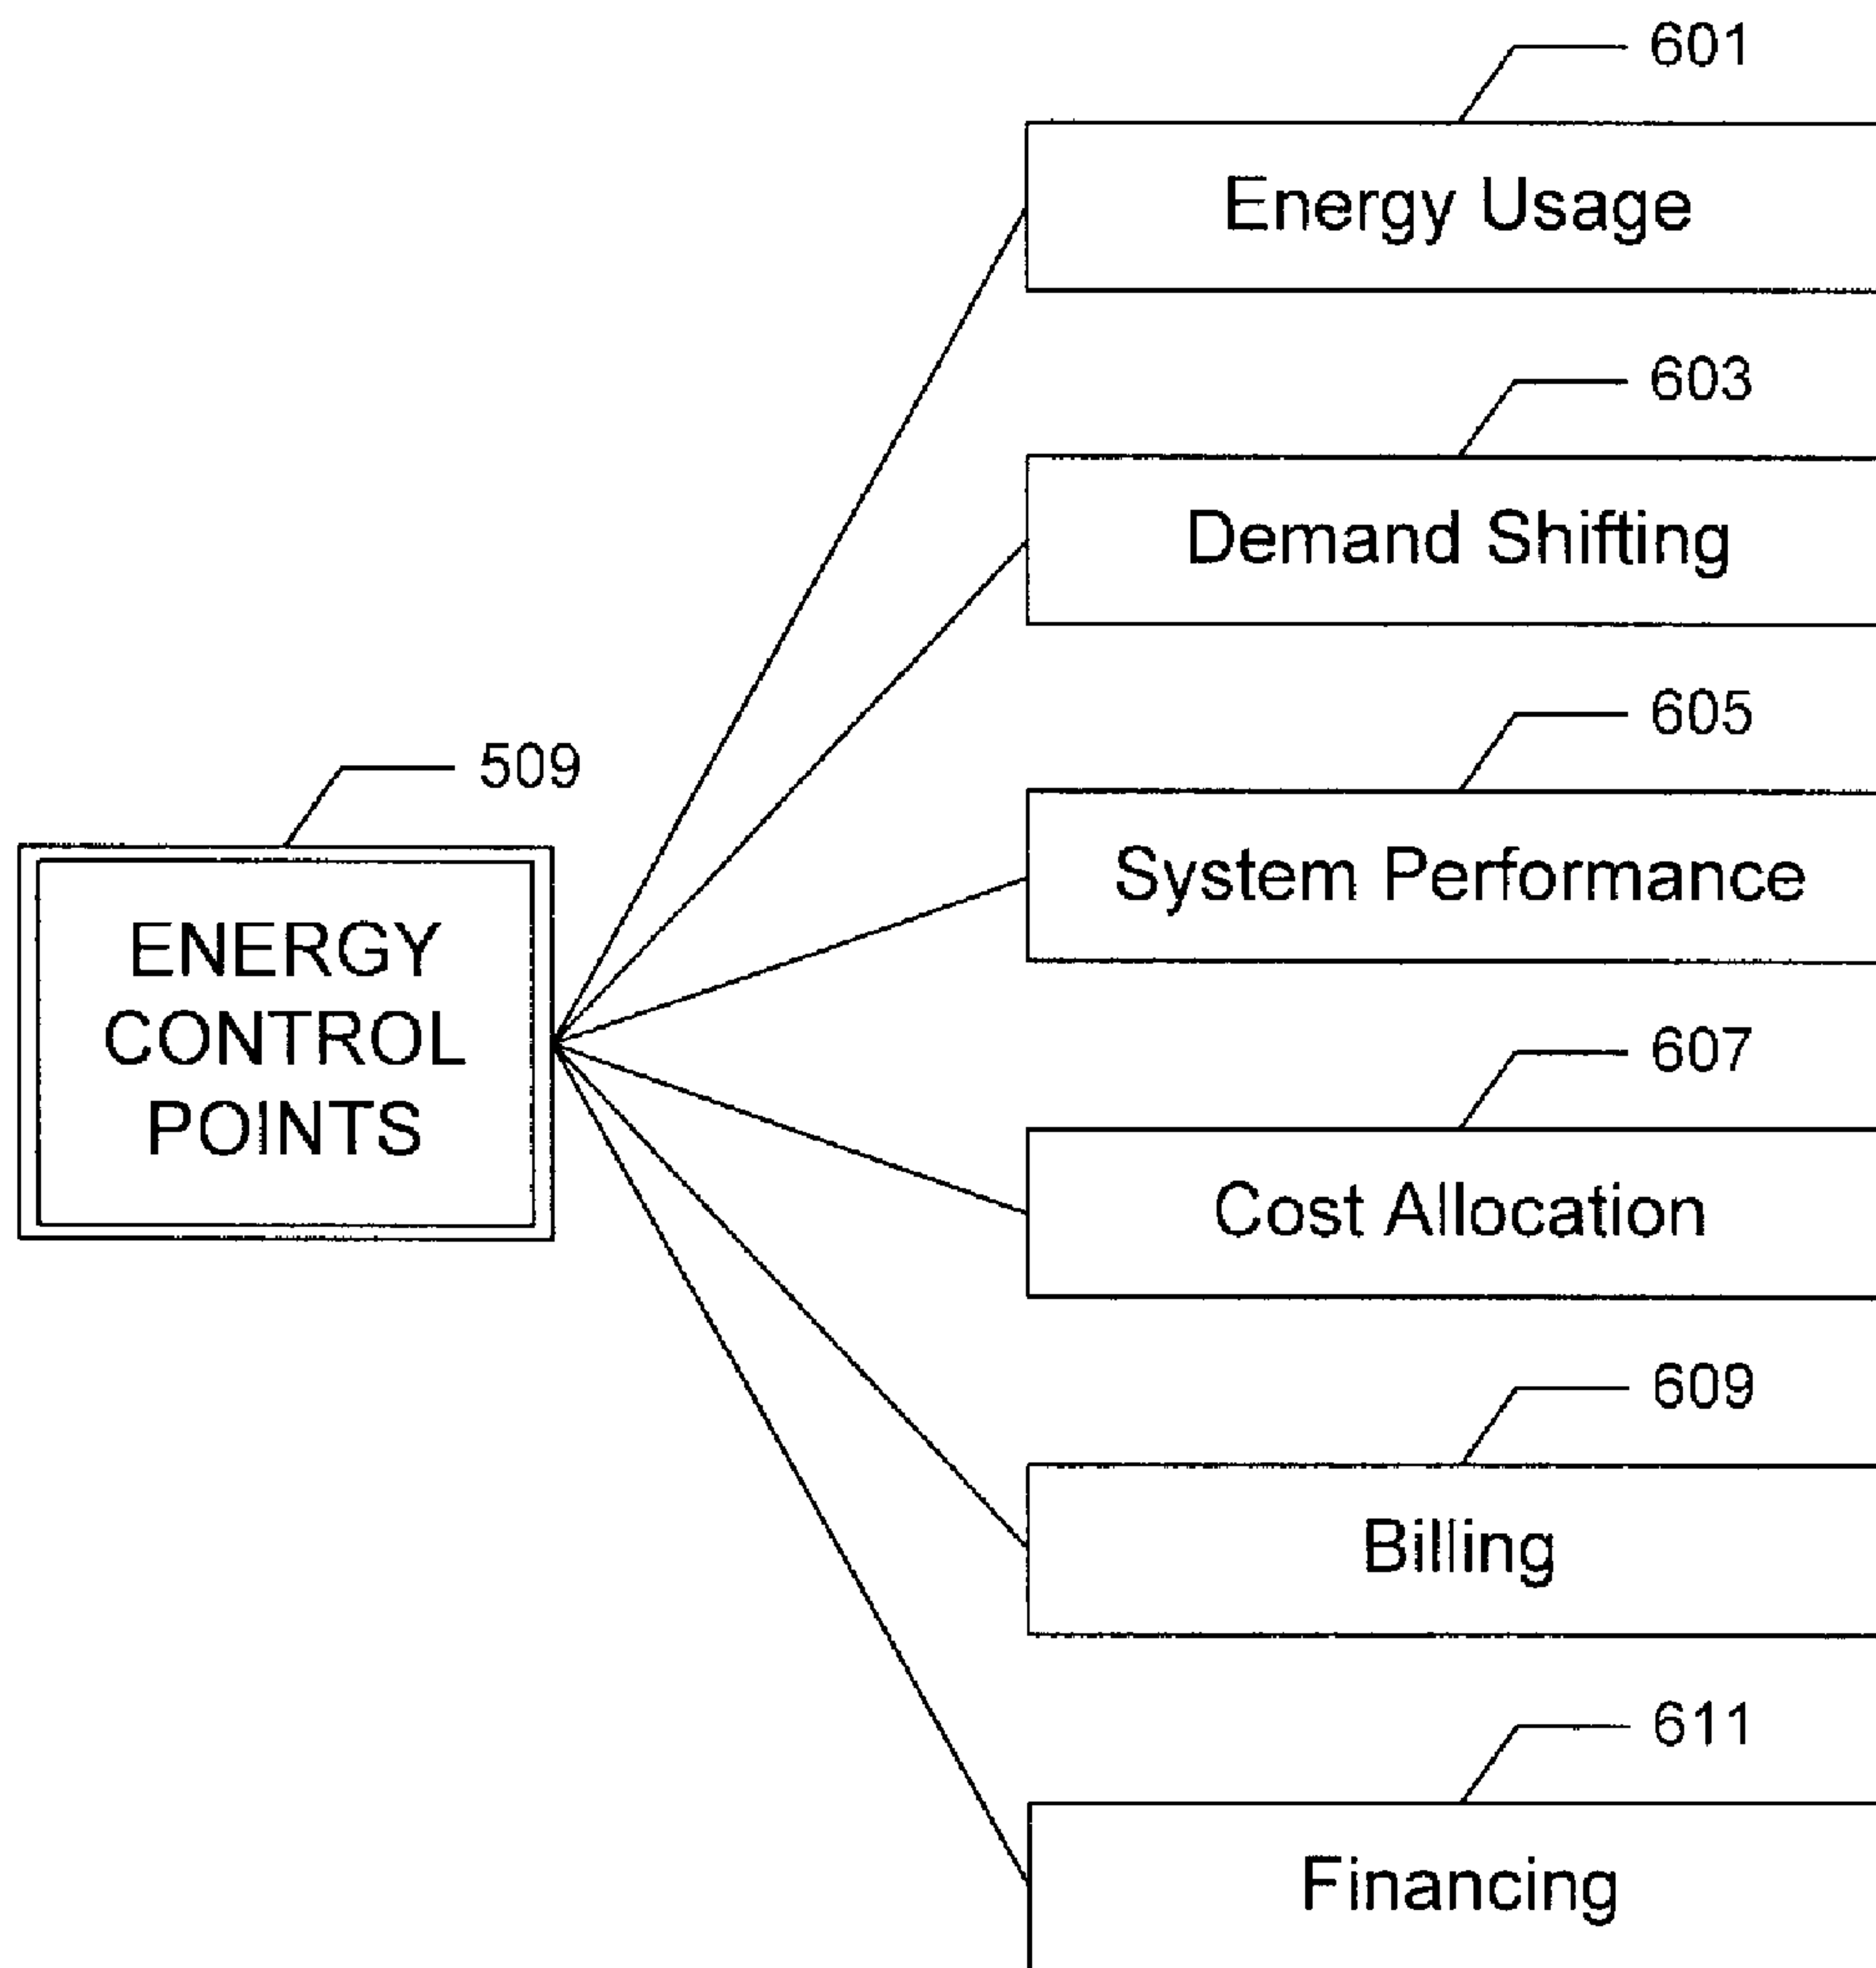 601
Energy Usage
603
Demand Shifting
605
System Performance
509
ENERGY
CONTROL
POINTS
607
Cost Allocation
609
Billing
611
Financing